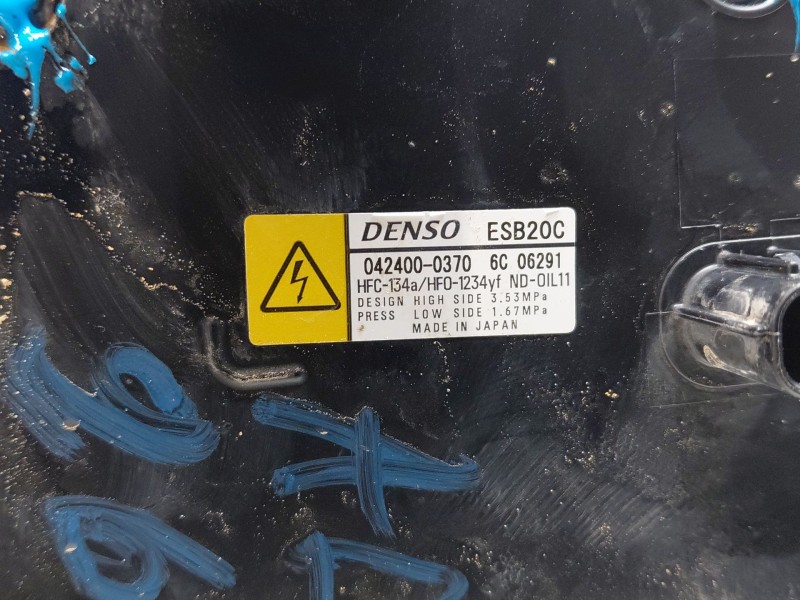 DENSO ESB20C
042400-0370 6C 06291
HFC-134a/HFO-1234yf ND-OIL11
DESIGN HIGH SIDE 3.53MPa
PRESS LOW SIDE 1.67MPa
MADE IN JAPAN